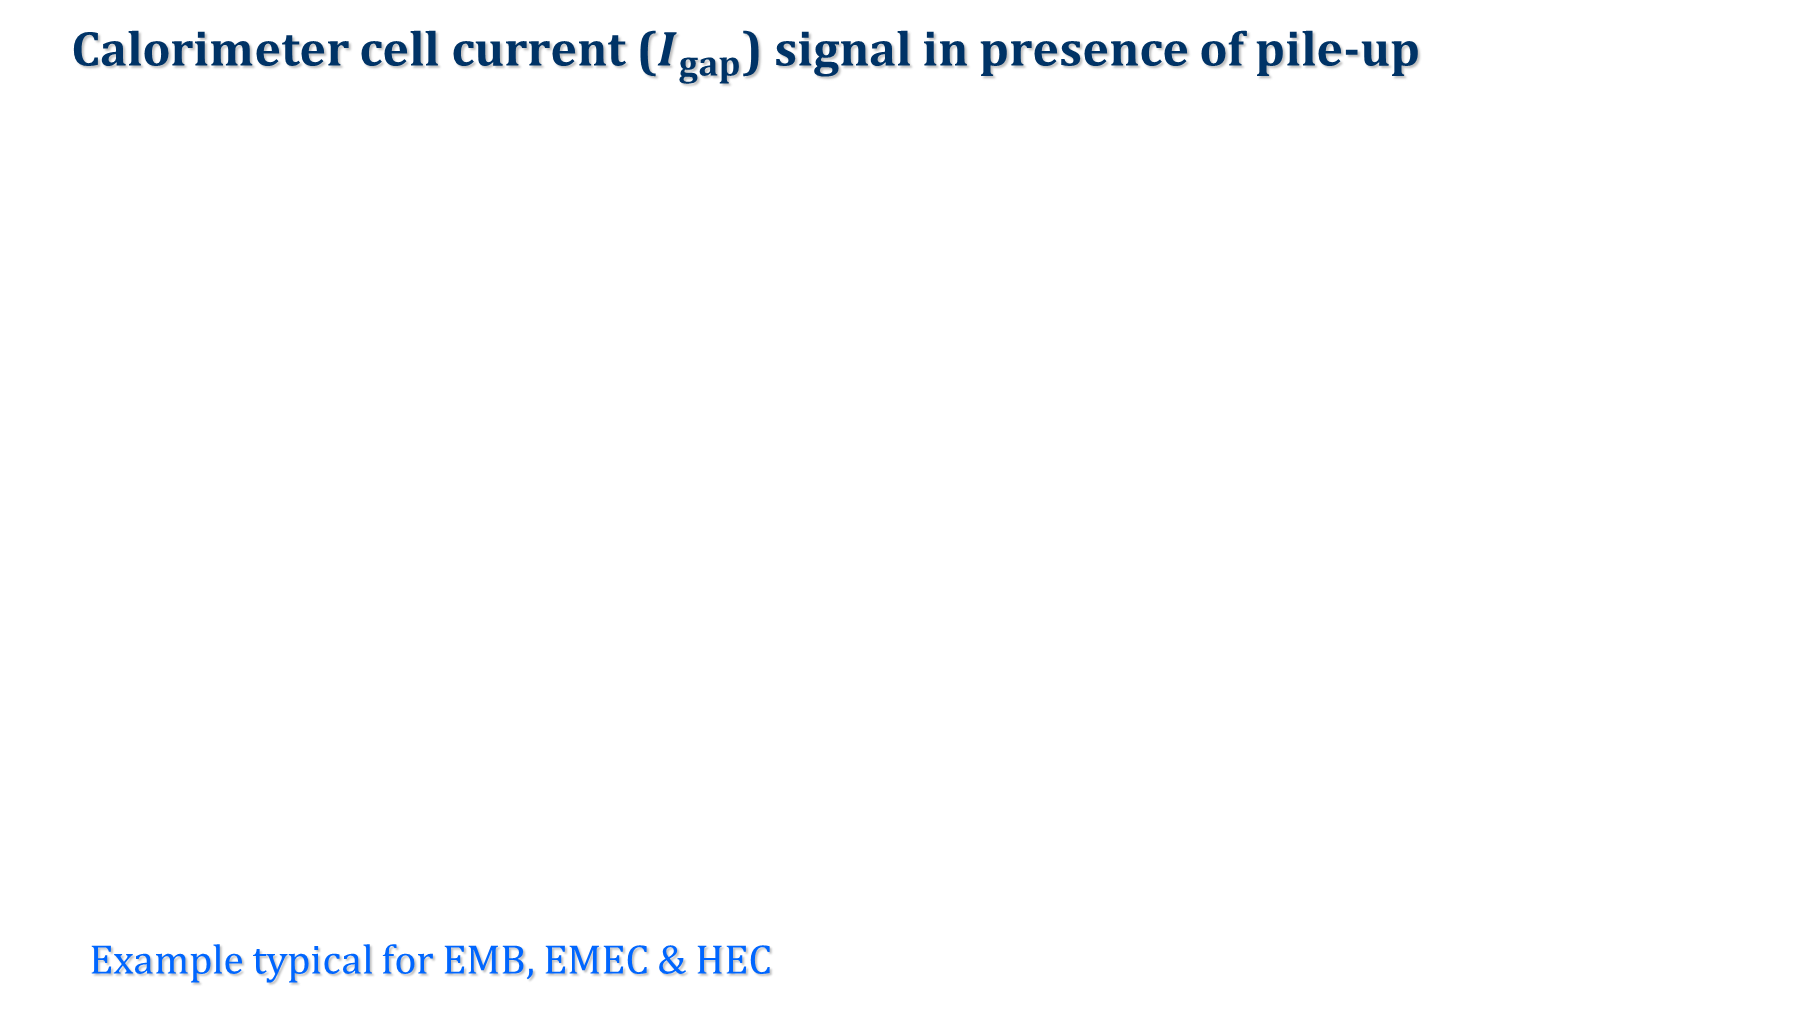 Calorimeter cell current (I_gap) signal in presence of pile-up
Example typical for EMB, EMEC & HEC